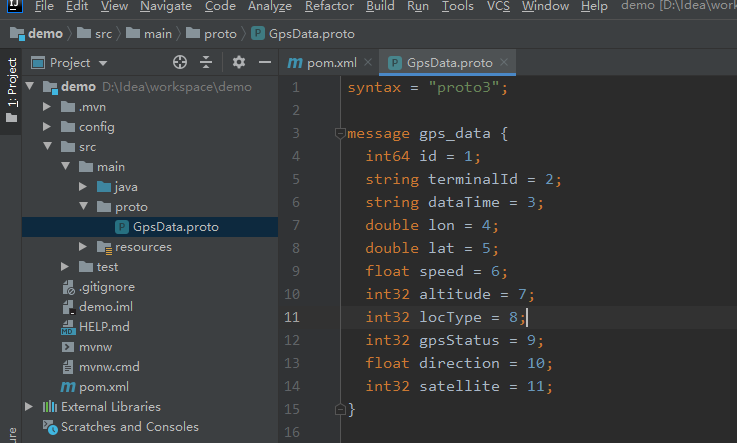 File Edit View Navigate Code Analyze Refactor Build Run Tools VCS Window Help demo [D:\Idea\work
demo src main proto GpsData.proto
Project
pom.xml GpsData.proto
1: Project
demo D:\Idea\workspace\demo
.mvn
config
src
main
java
proto
GpsData.proto
resources
test
.gitignore
demo.iml
HELP.md
mvnw
mvnw.cmd
pom.xml
External Libraries
Scratches and Consoles
1 syntax = "proto3";
2
3 message gps_data {
4 int64 id = 1;
5 string terminalId = 2;
6 string dataTime = 3;
7 double lon = 4;
8 double lat = 5;
9 float speed = 6;
10 int32 altitude = 7;
11 int32 locType = 8;
12 int32 gpsStatus = 9;
13 float direction = 10;
14 int32 satellite = 11;
15 }
16